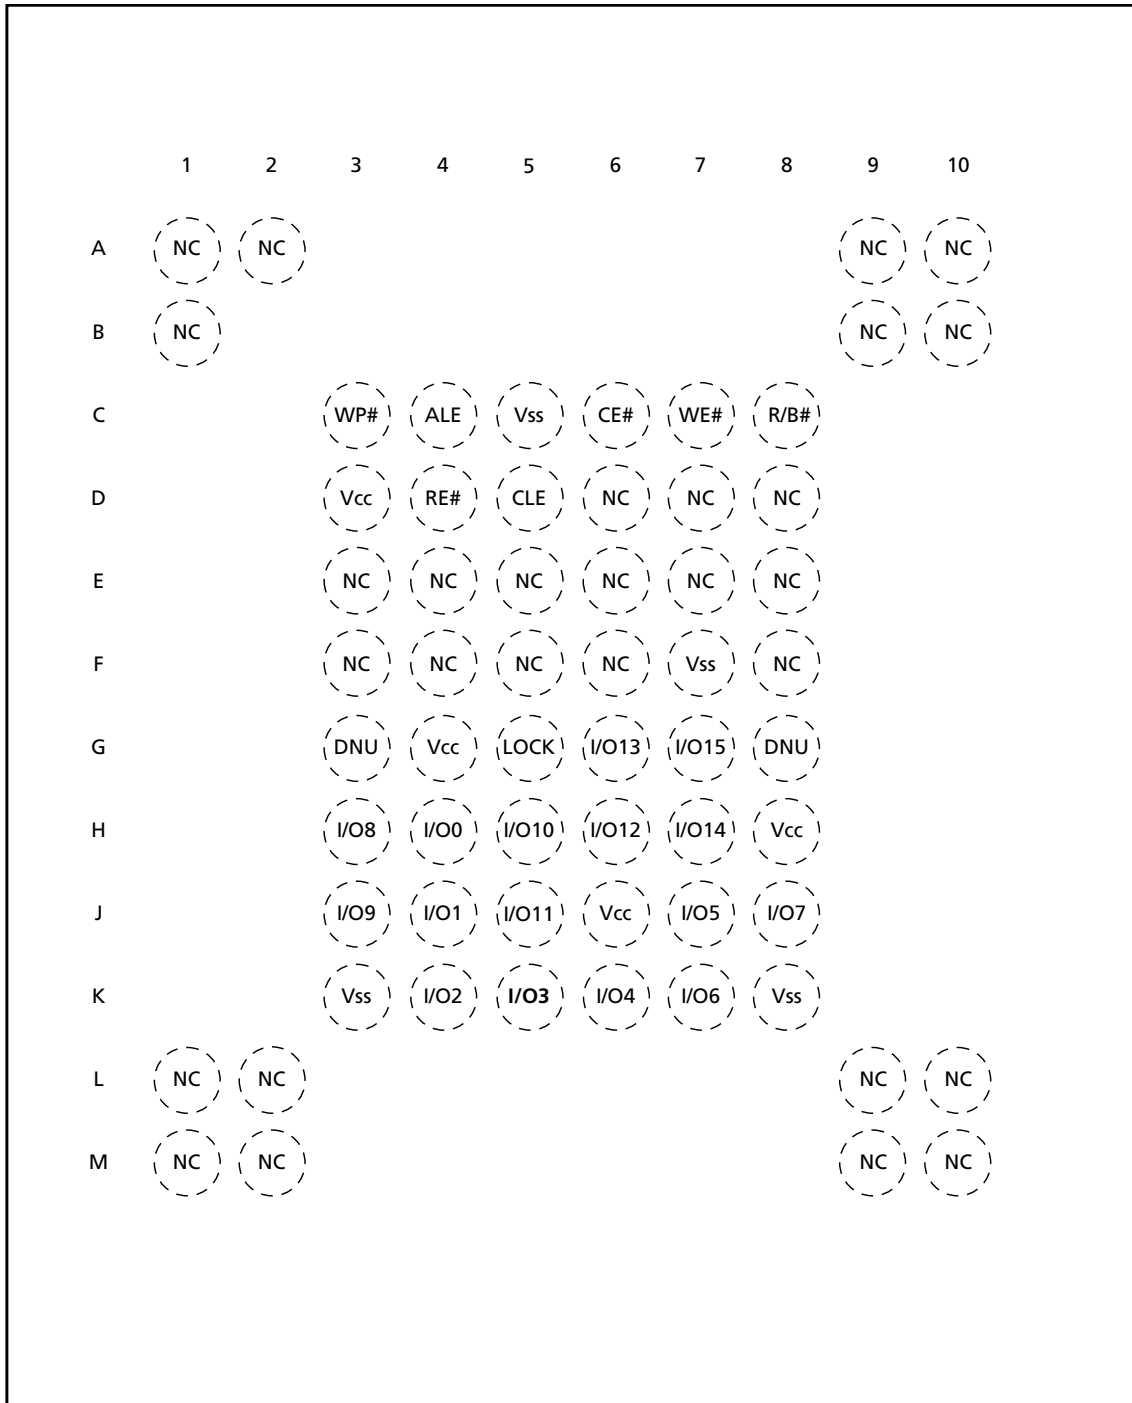 1 2 3 4 5 6 7 8 9 10
A NC NC NC NC
B NC NC NC
C WP# ALE Vss CE# WE# R/B#
D Vcc RE# CLE NC NC NC
E NC NC NC NC NC NC
F NC NC NC NC Vss NC
G DNU Vcc LOCK I/O13 I/O15 DNU
H I/O8 I/O0 I/O10 I/O12 I/O14 Vcc
J I/O9 I/O1 I/O11 Vcc I/O5 I/O7
K Vss I/O2 I/O3 I/O4 I/O6 Vss
L NC NC NC NC
M NC NC NC NC